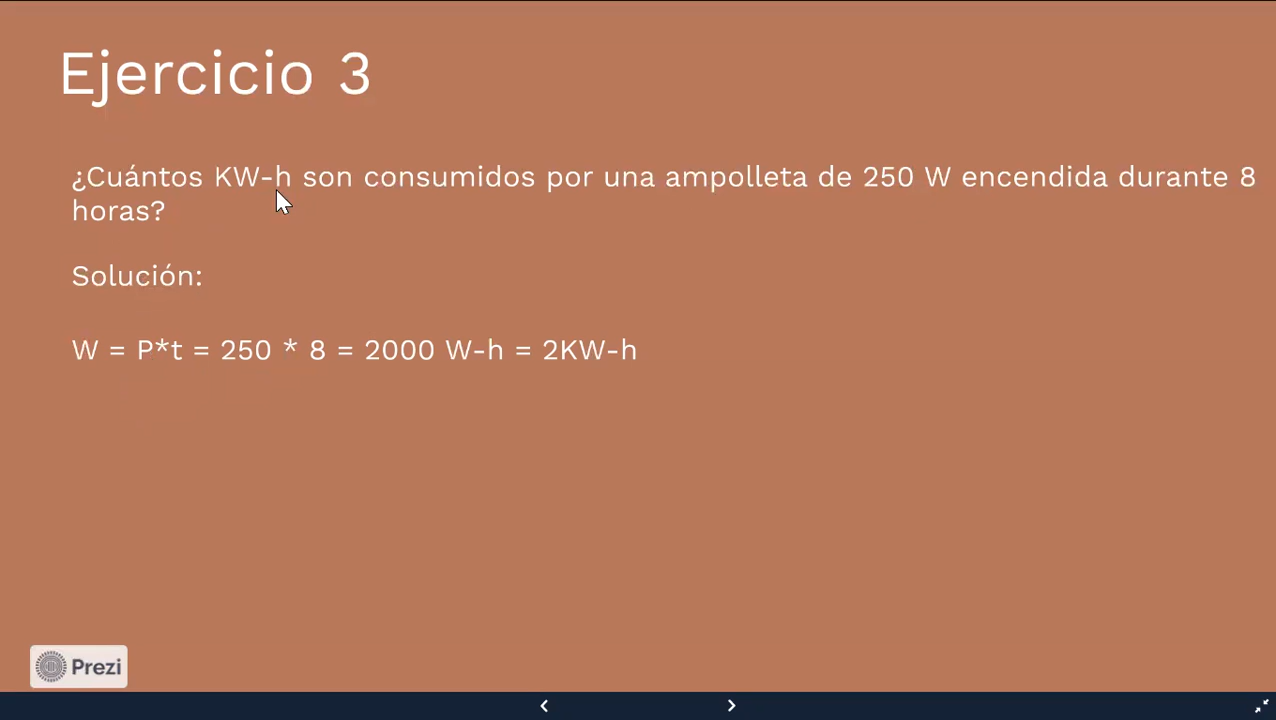 Ejercicio 3
¿Cuántos KW-h son consumidos por una ampolleta de 250 W encendida durante 8
horas?
Solución:
W = P*t = 250 * 8 = 2000 W-h = 2KW-h
Prezi